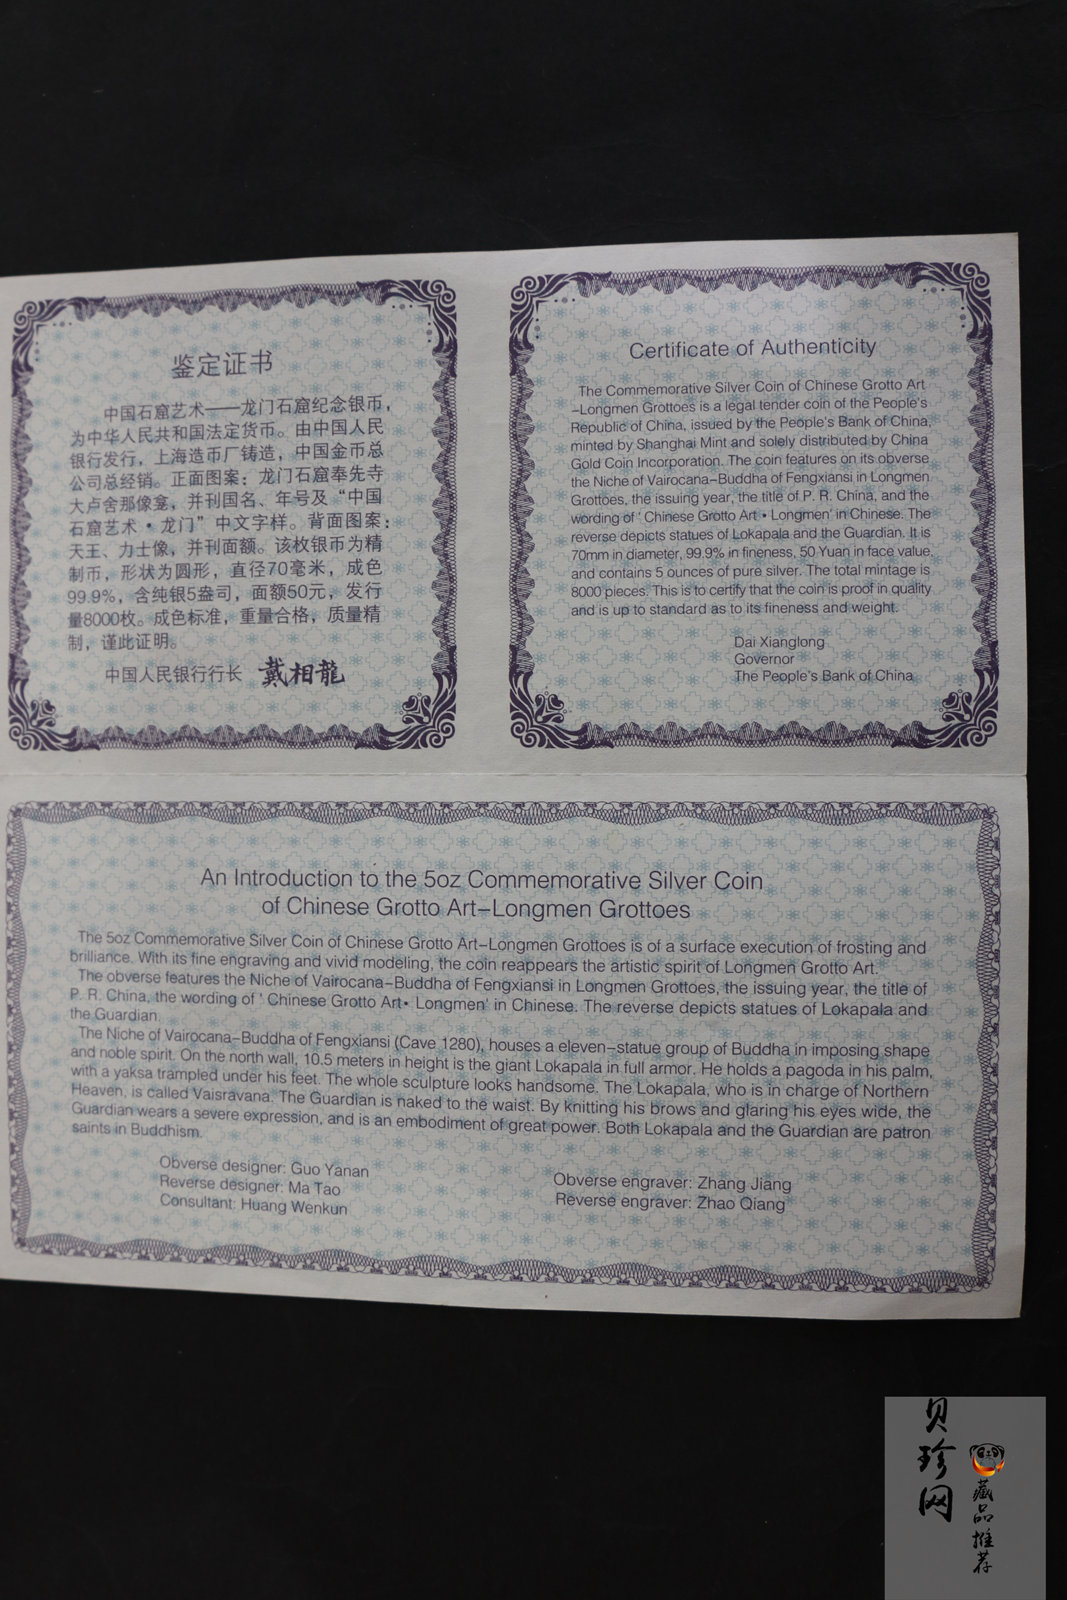 鉴定证书
中国石窟艺术——龙门石窟纪念银币，
为中华人民共和国法定货币。由中国人民
银行发行，上海造币厂铸造，中国金币总
公司总经销。正面图案：龙门石窟奉先寺
大卢舍那像龛，并刊国名、年号及“中国
石窟艺术·龙门”中文字样。背面图案：
天王、力士像，并刊面额。该枚银币为精
制币，形状为圆形，直径70毫米，成色
99.9%，含纯银5盎司，面额50元，发行
量8000枚。成色标准，重量合格，质量精
制，谨此证明。
中国人民银行行长 戴相龍
Certificate of Authenticity
The Commemorative Silver Coin of Chinese Grotto Art
-Longmen Grottoes is a legal tender coin of the People's
Republic of China, issued by the People's Bank of China,
minted by Shanghai Mint and solely distributed by China
Gold Coin Incorporation. The coin features on its obverse
the Niche of Vairocana-Buddha of Fengxiansi in Longmen
Grottoes, the issuing year, the title of P. R. China, and the
wording of ' Chinese Grotto Art • Longmen' in Chinese. The
reverse depicts statues of Lokapala and the Guardian. It is
70mm in diameter, 99.9% in fineness, 50 Yuan in face value,
and contains 5 ounces of pure silver. The total mintage is
8000 pieces. This is to certify that the coin is proof in quality
and is up to standard as to its fineness and weight.
Dai Xianglong
Governor
The People's Bank of China
An Introduction to the 5oz Commemorative Silver Coin
of Chinese Grotto Art-Longmen Grottoes
The 5oz Commemorative Silver Coin of Chinese Grotto Art-Longmen Grottoes is of a surface execution of frosting and
brilliance. With its fine engraving and vivid modeling, the coin reappears the artistic spirit of Longmen Grotto Art.
The obverse features the Niche of Vairocana-Buddha of Fengxiansi in Longmen Grottoes, the issuing year, the title of
P. R. China, the wording of ' Chinese Grotto Art• Longmen' in Chinese. The reverse depicts statues of Lokapala and
the Guardian.
The Niche of Vairocana-Buddha of Fengxiansi (Cave 1280), houses a eleven-statue group of Buddha in imposing shape
and noble spirit. On the north wall, 10.5 meters in height is the giant Lokapala in full armor. He holds a pagoda in his palm,
with a yaksa trampled under his feet. The whole sculpture looks handsome. The Lokapala, who is in charge of Northern
Heaven, is called Vaisravana. The Guardian is naked to the waist. By knitting his brows and glaring his eyes wide, the
Guardian wears a severe expression, and is an embodiment of great power. Both Lokapala and the Guardian are patron
saints in Buddhism.
Obverse designer: Guo Yanan
Reverse designer: Ma Tao
Consultant: Huang Wenkun
Obverse engraver: Zhang Jiang
Reverse engraver: Zhao Qiang
贝珍网
藏品推荐